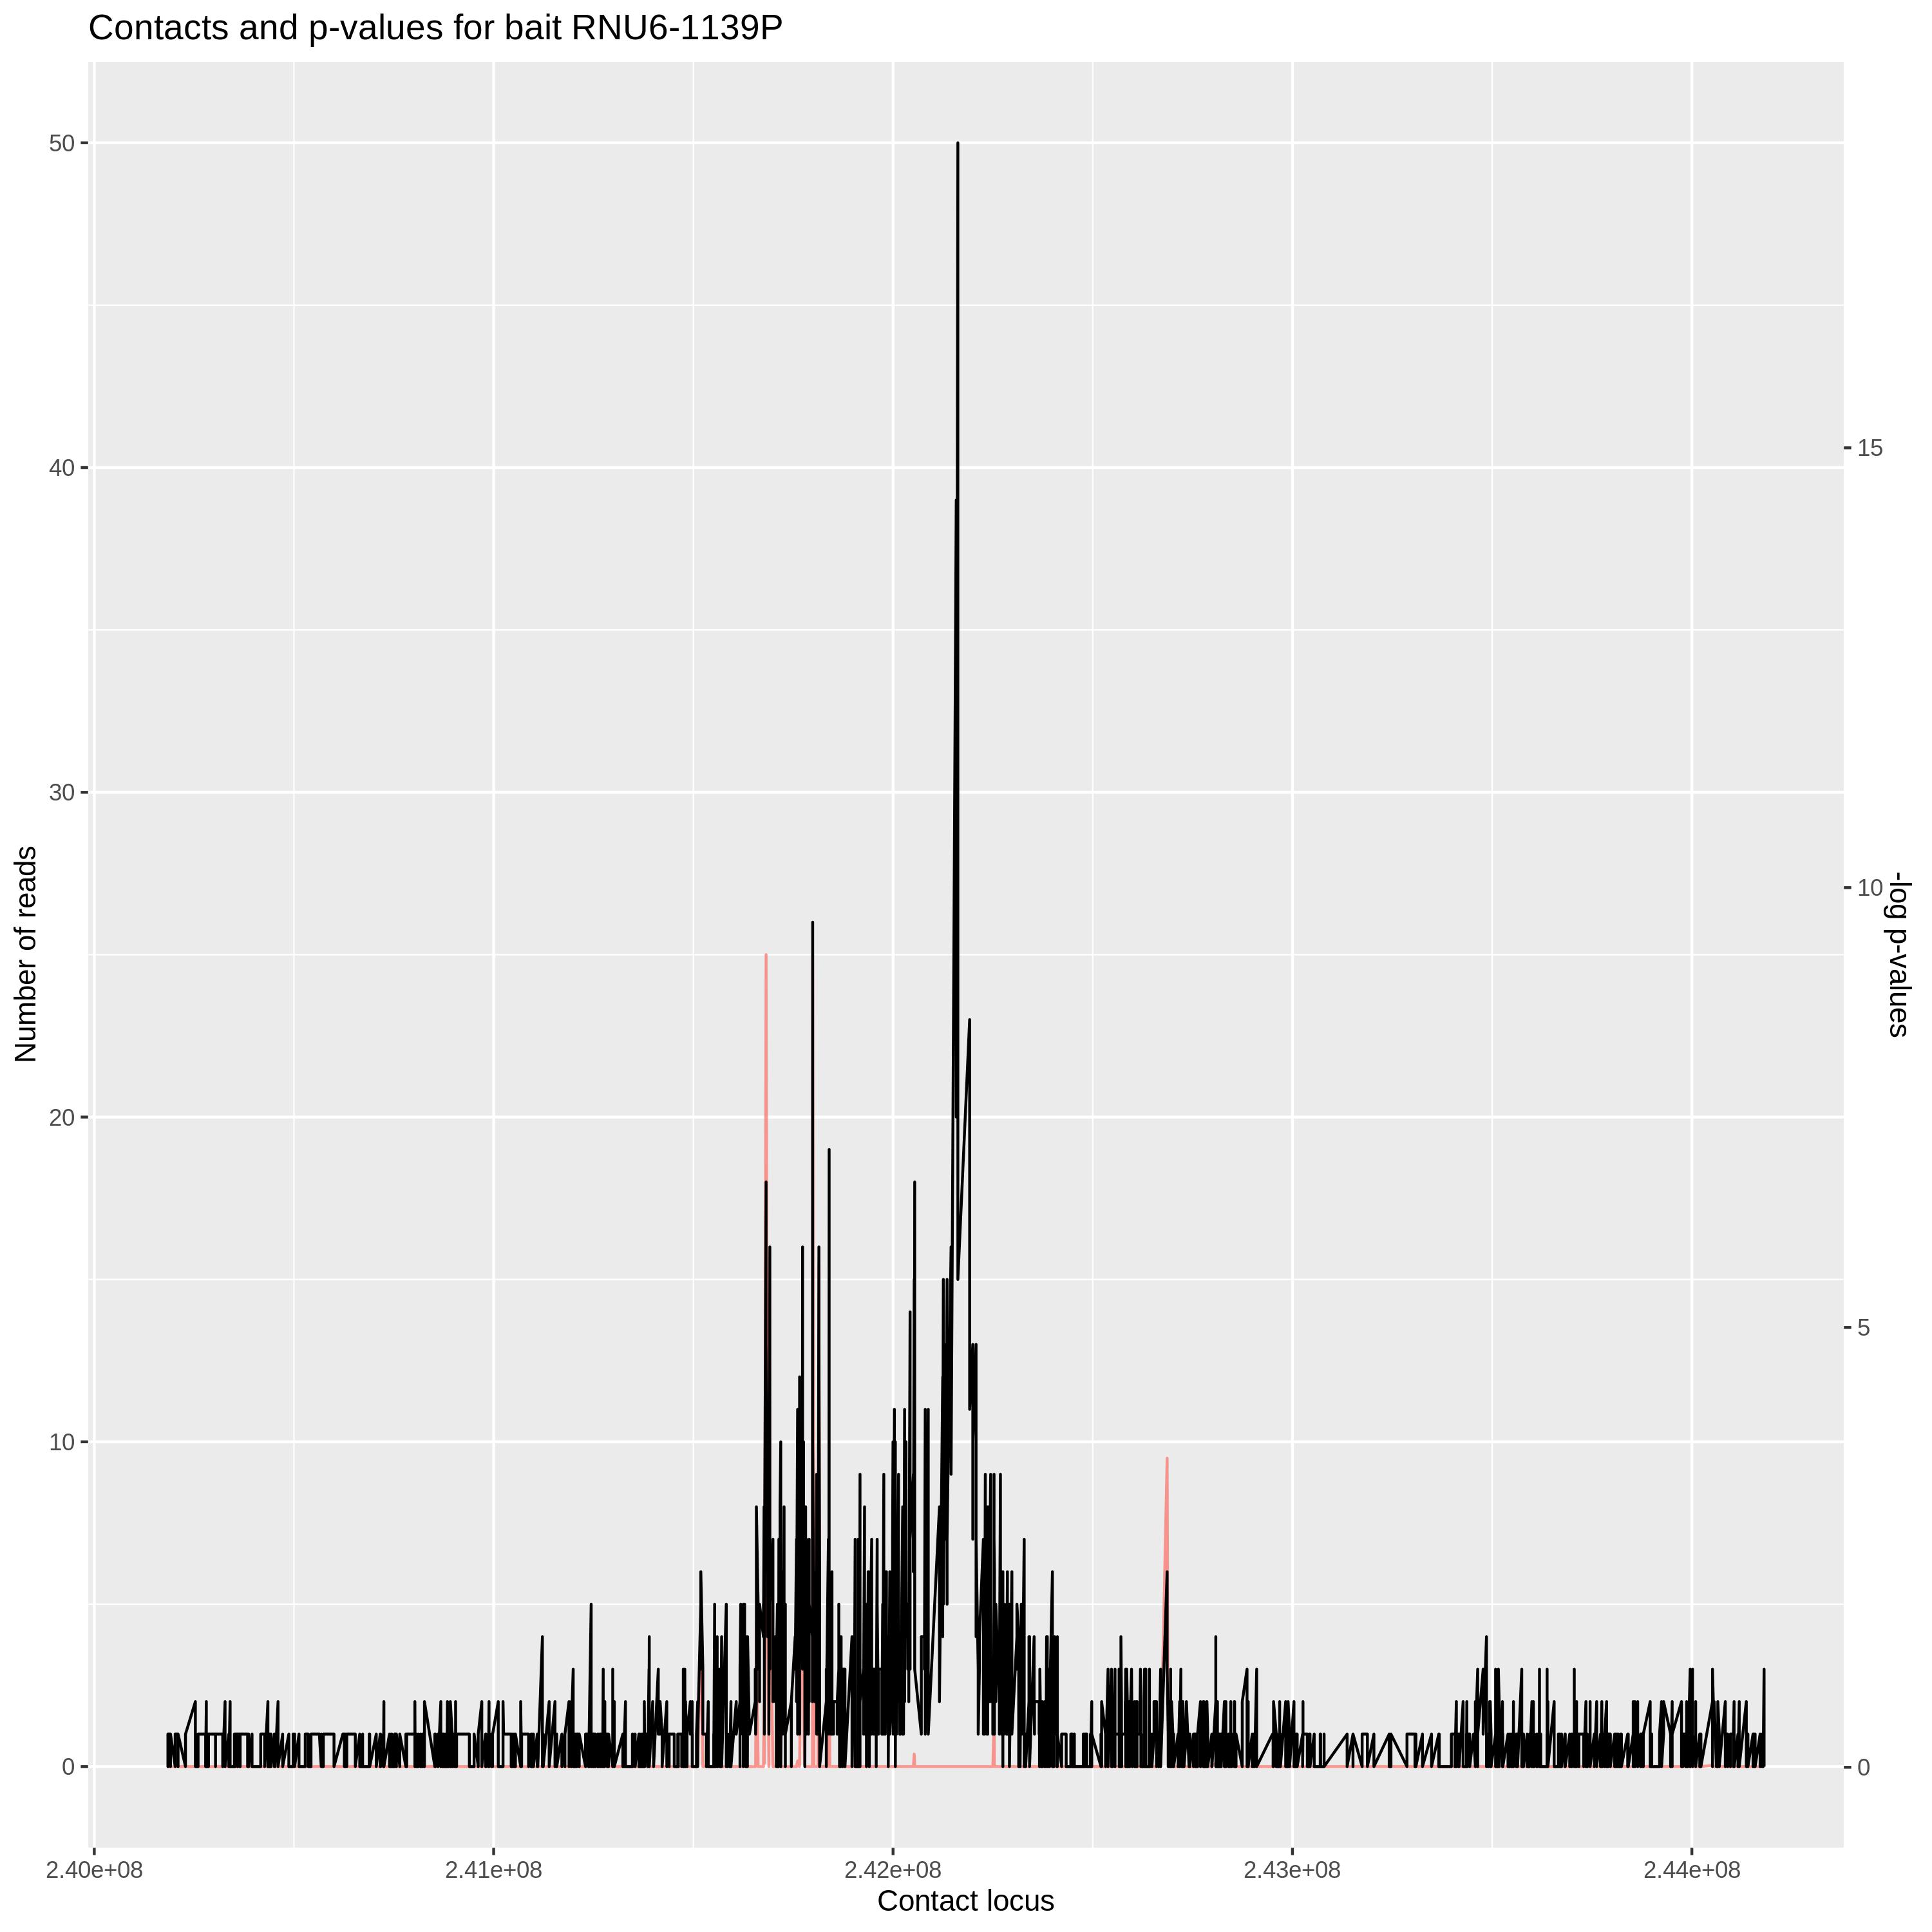 Contacts and p-values for bait RNU6-1139P
50
40
30
20
10
0
Number of reads
15
10
5
0
-log p-values
2.40e+08
2.41e+08
2.42e+08
2.43e+08
2.44e+08
Contact locus